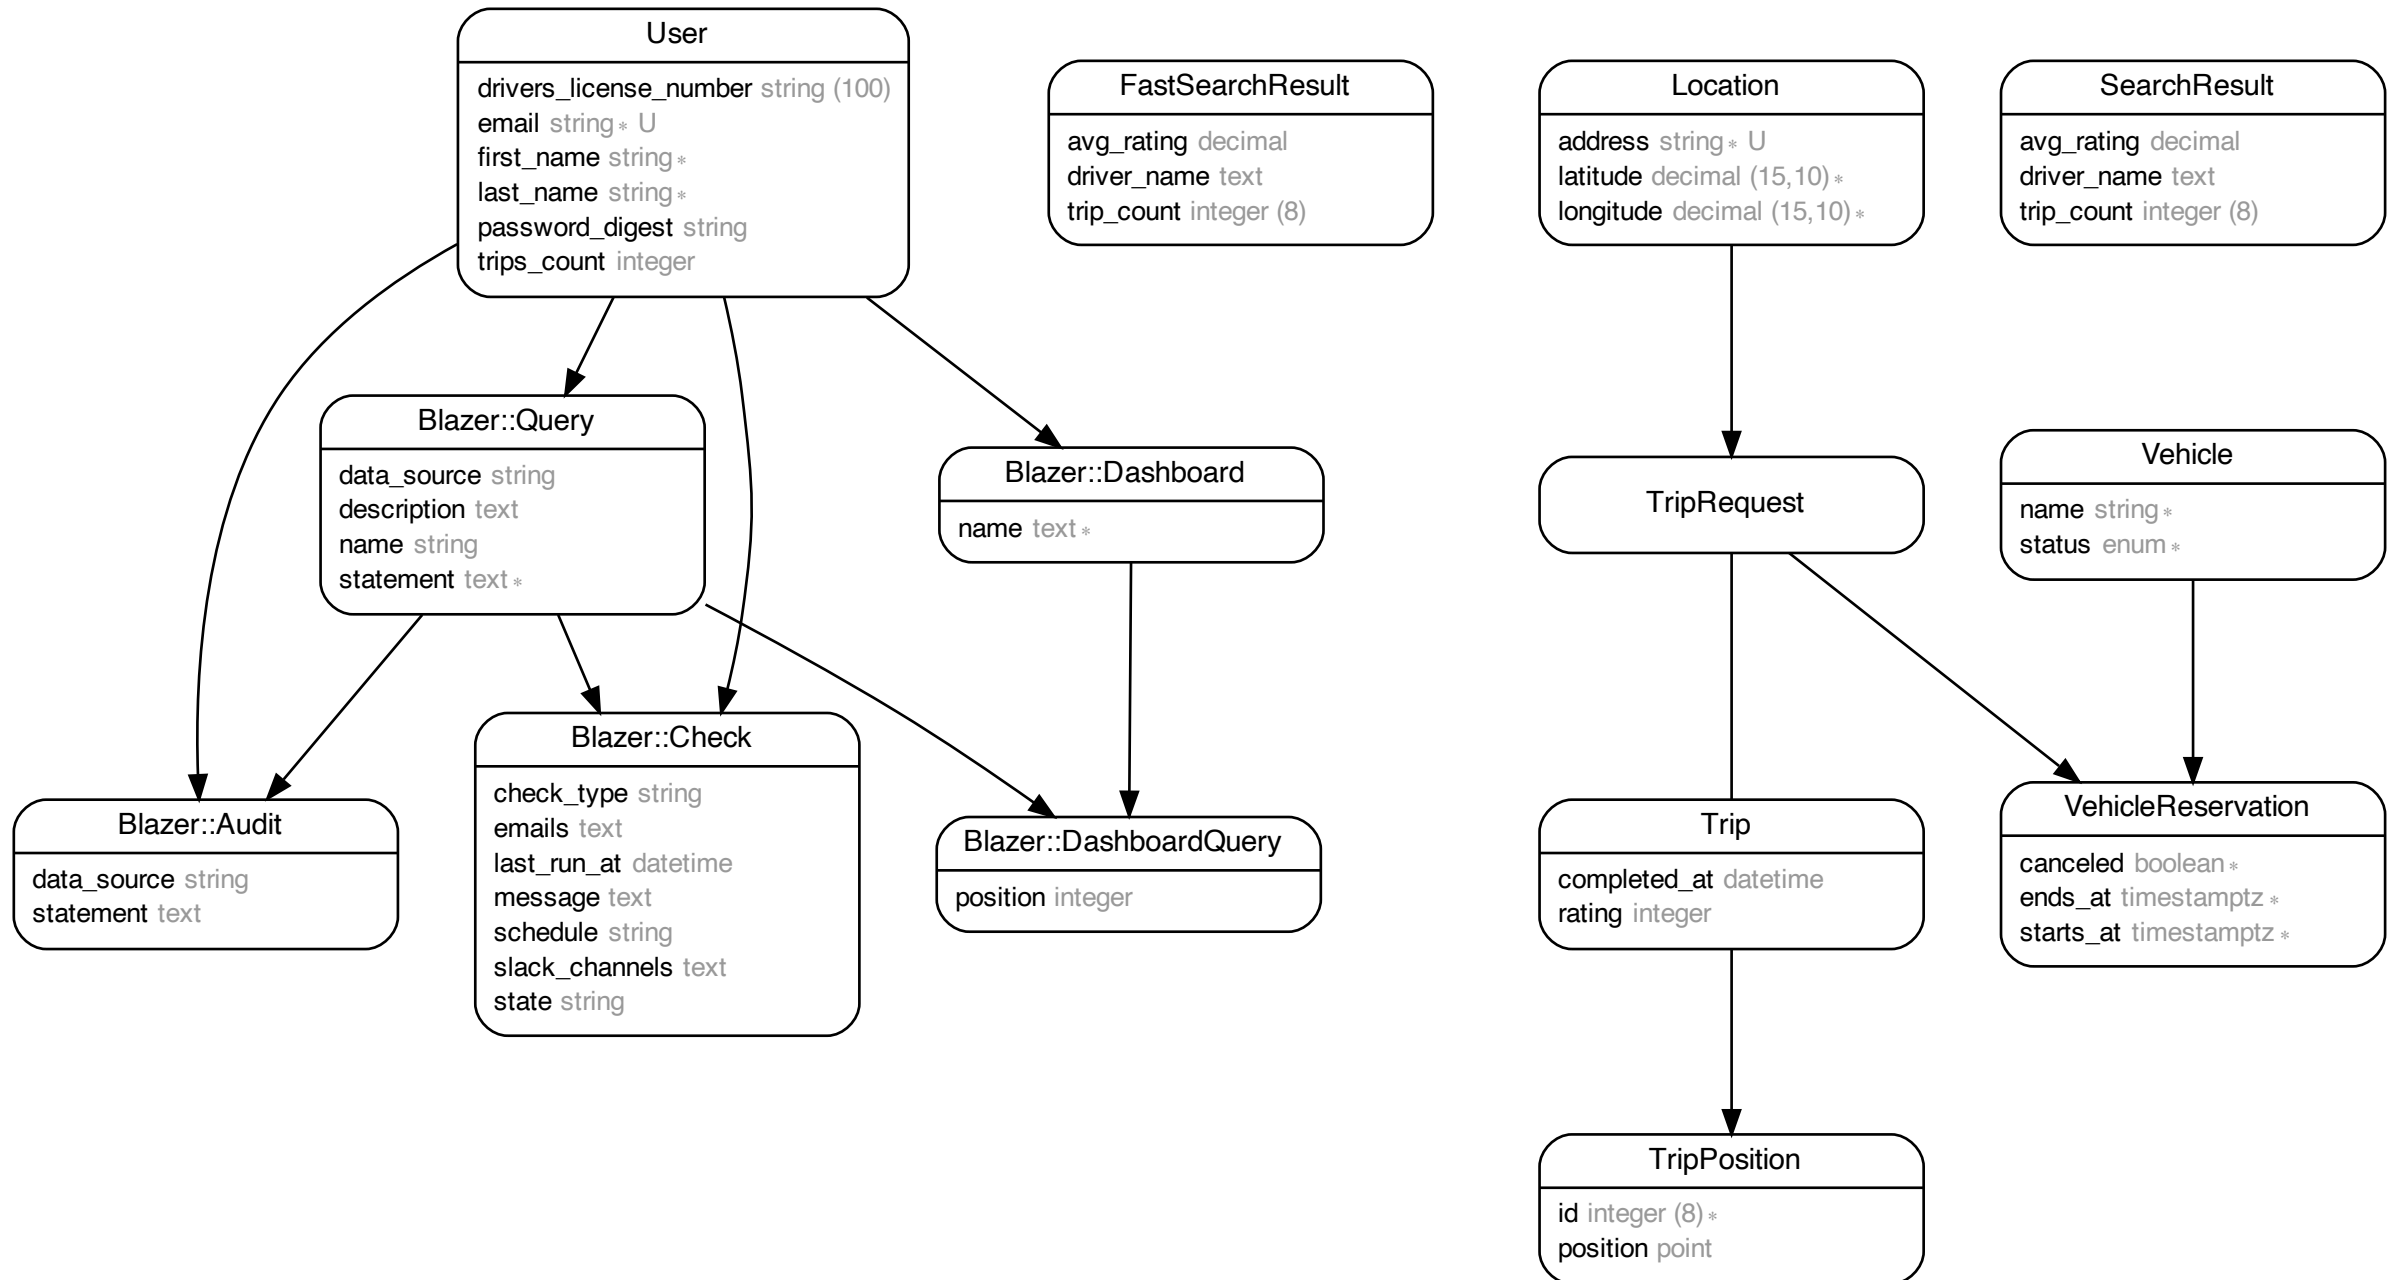 User
drivers_license_number string (100)
email string∗ U
first_name string∗
last_name string∗
password_digest string
trips_count integer
FastSearchResult
avg_rating decimal
driver_name text
trip_count integer (8)
Location
address string∗ U
latitude decimal (15,10)∗
longitude decimal (15,10)∗
SearchResult
avg_rating decimal
driver_name text
trip_count integer (8)
Blazer::Query
data_source string
description text
name string
statement text∗
Blazer::Dashboard
name text∗
TripRequest
Vehicle
name string∗
status enum∗
Blazer::Audit
data_source string
statement text
Blazer::Check
check_type string
emails text
last_run_at datetime
message text
schedule string
slack_channels text
state string
Blazer::DashboardQuery
position integer
Trip
completed_at datetime
rating integer
VehicleReservation
canceled boolean∗
ends_at timestamptz∗
starts_at timestamptz∗
TripPosition
id integer (8)∗
position point